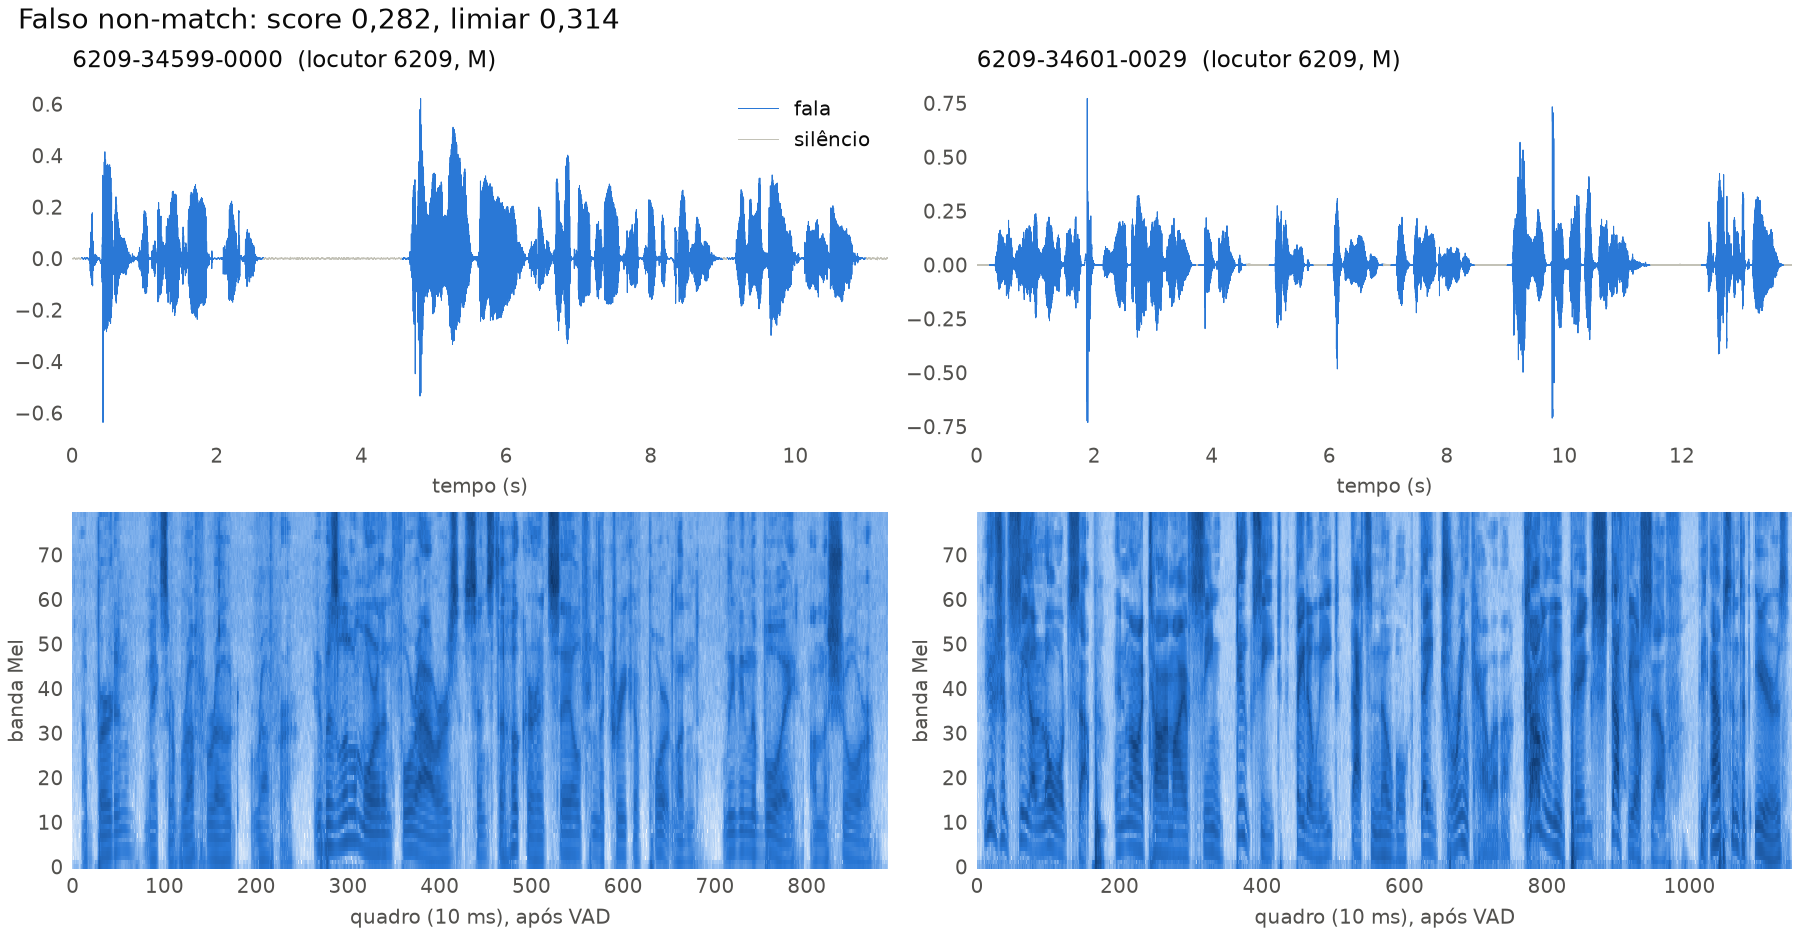 Falso non-match: score 0,282, limiar 0,314
6209-34599-0000  (locutor 6209, M)
0.6
0.4
0.2
0.0
−0.2
−0.4
−0.6
fala
silêncio
0 2 4 6 8 10
tempo (s)
6209-34601-0029  (locutor 6209, M)
0.75
0.50
0.25
0.00
−0.25
−0.50
−0.75
0 2 4 6 8 10 12
tempo (s)
banda Mel
70
60
50
40
30
20
10
0
0 100 200 300 400 500 600 700 800
quadro (10 ms), após VAD
banda Mel
70
60
50
40
30
20
10
0
0 200 400 600 800 1000
quadro (10 ms), após VAD